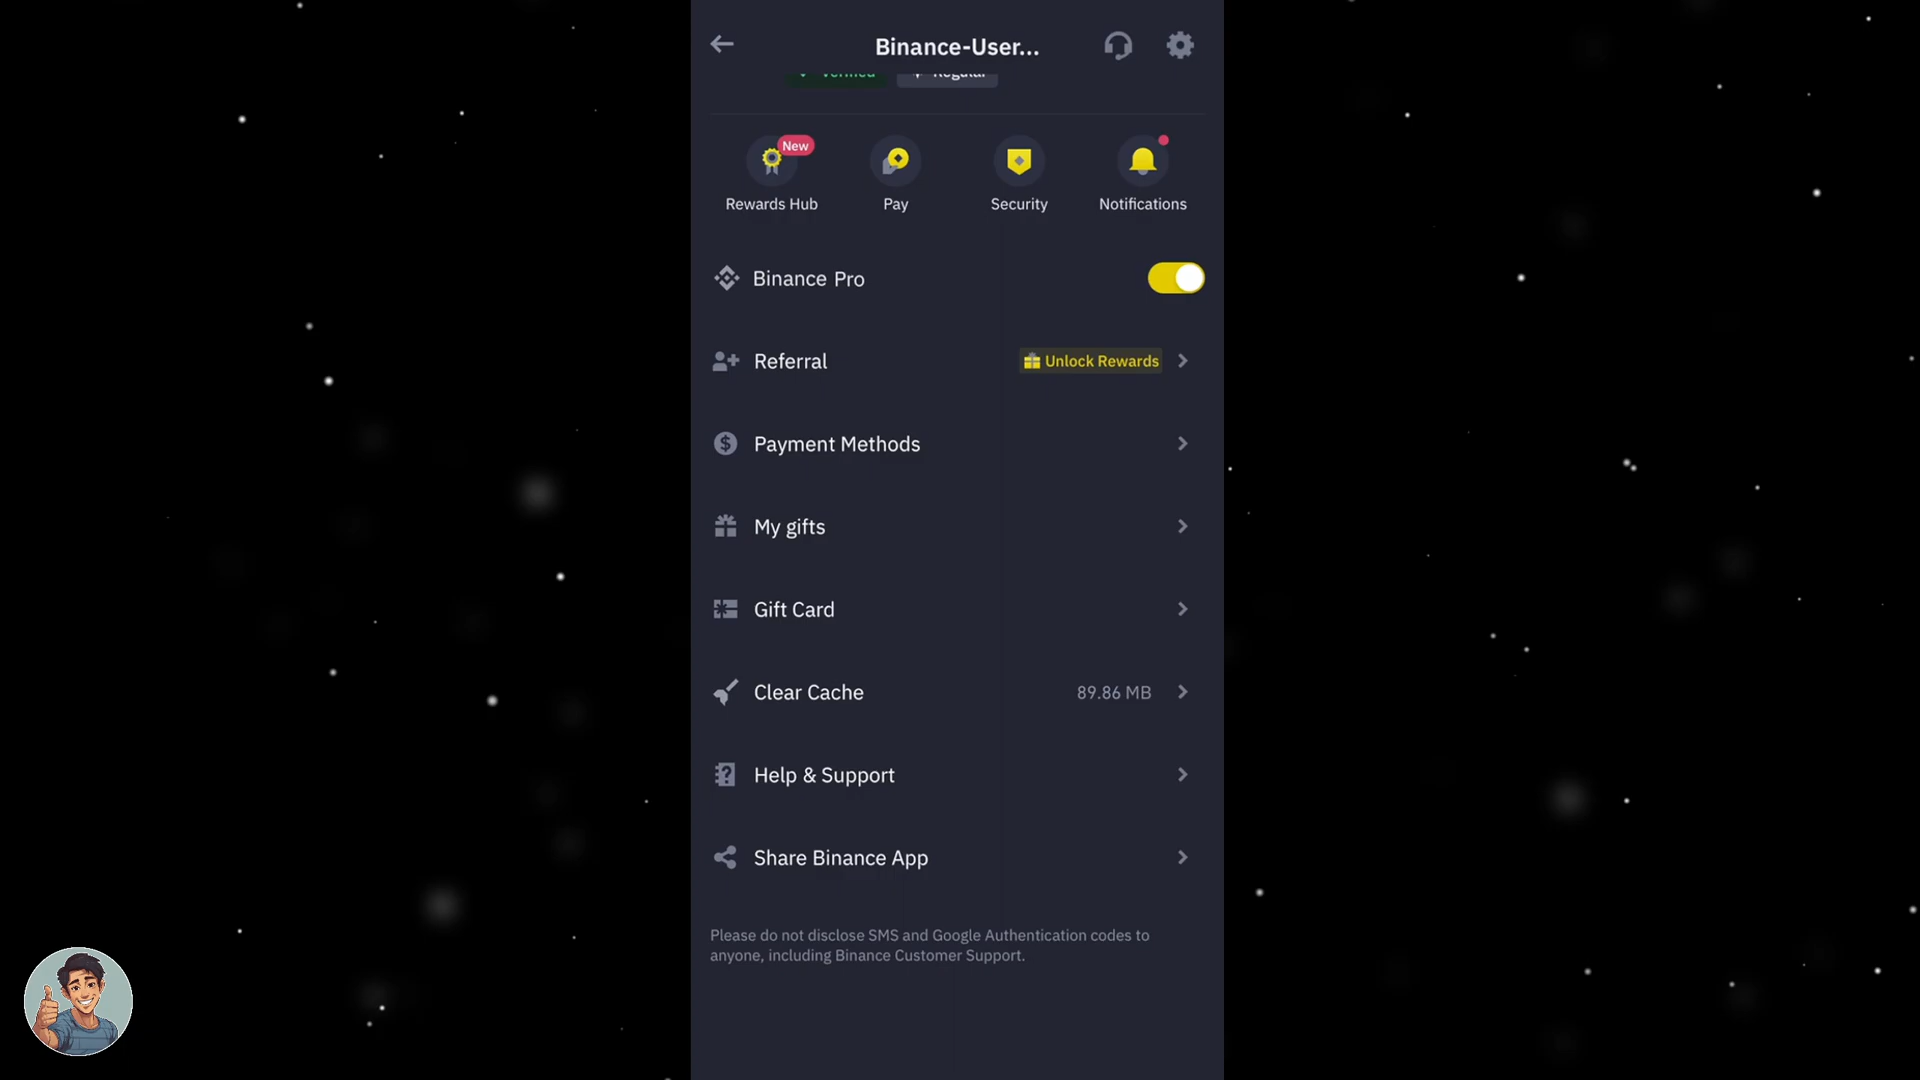 Binance-User...
Verified
Regular
New
Rewards Hub
Pay
Security
Notifications
Binance Pro
Referral
Unlock Rewards
Payment Methods
My gifts
Gift Card
Clear Cache
89.86 MB
Help & Support
Share Binance App
Please do not disclose SMS and Google Authentication codes to
anyone, including Binance Customer Support.